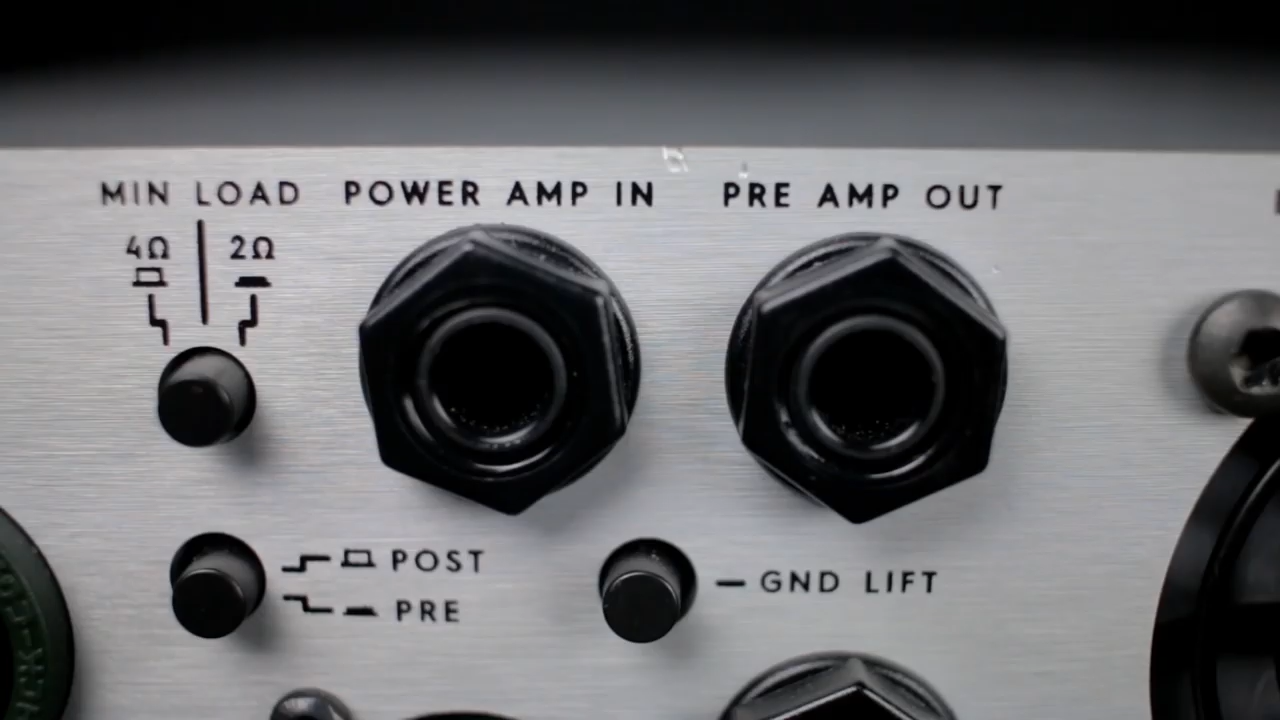 MIN LOAD
4Ω 2Ω
POWER AMP IN
PRE AMP OUT
POST
PRE
GND LIFT